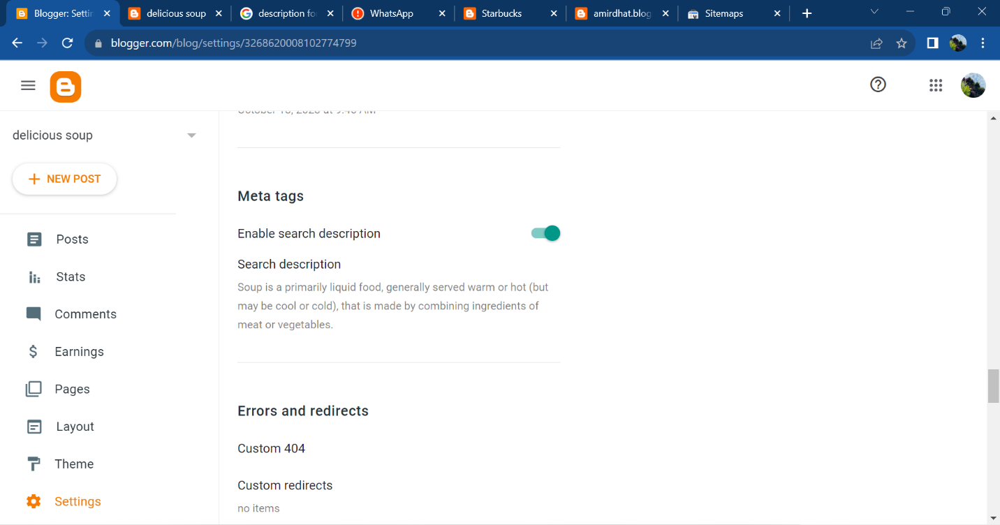 Blogger: Settin
delicious soup
description fo
WhatsApp
Starbucks
amirdhat.blog
Sitemaps
blogger.com/blog/settings/3268620008102774799
delicious soup
NEW POST
Posts
Stats
Comments
Earnings
Pages
Layout
Theme
Settings
Meta tags
Enable search description
Search description
Soup is a primarily liquid food, generally served warm or hot (but
may be cool or cold), that is made by combining ingredients of
meat or vegetables.
Errors and redirects
Custom 404
Custom redirects
no items